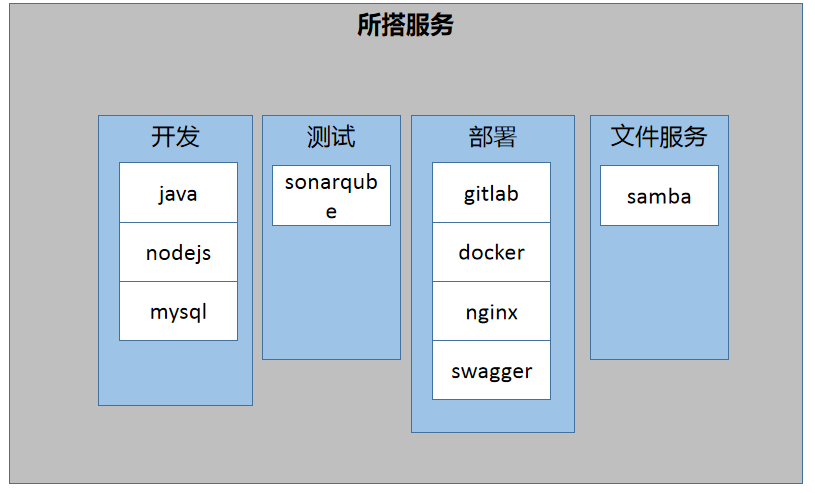 所搭服务
开发
java
nodejs
mysql
测试
sonarqub
e
部署
gitlab
docker
nginx
swagger
文件服务
samba